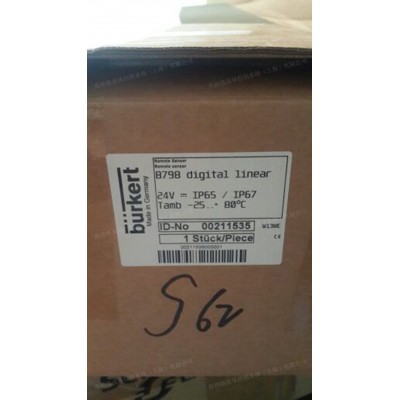 bürkert
Made in Germany
Remote Sensor
Remote sensor
8798 digital linear
24V = IP65 / IP67
Tamb -25..+ 80°C
ID-No 00211535
W13WE
1 Stück/Piece
CE
S62